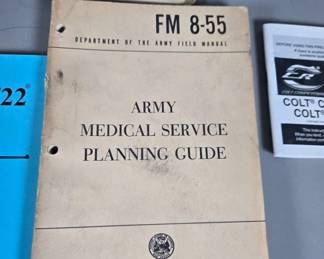 FM 8-55
DEPARTMENT OF THE ARMY FIELD MANUAL
ARMY
MEDICAL SERVICE
PLANNING GUIDE
22®
COLT C
COLT®